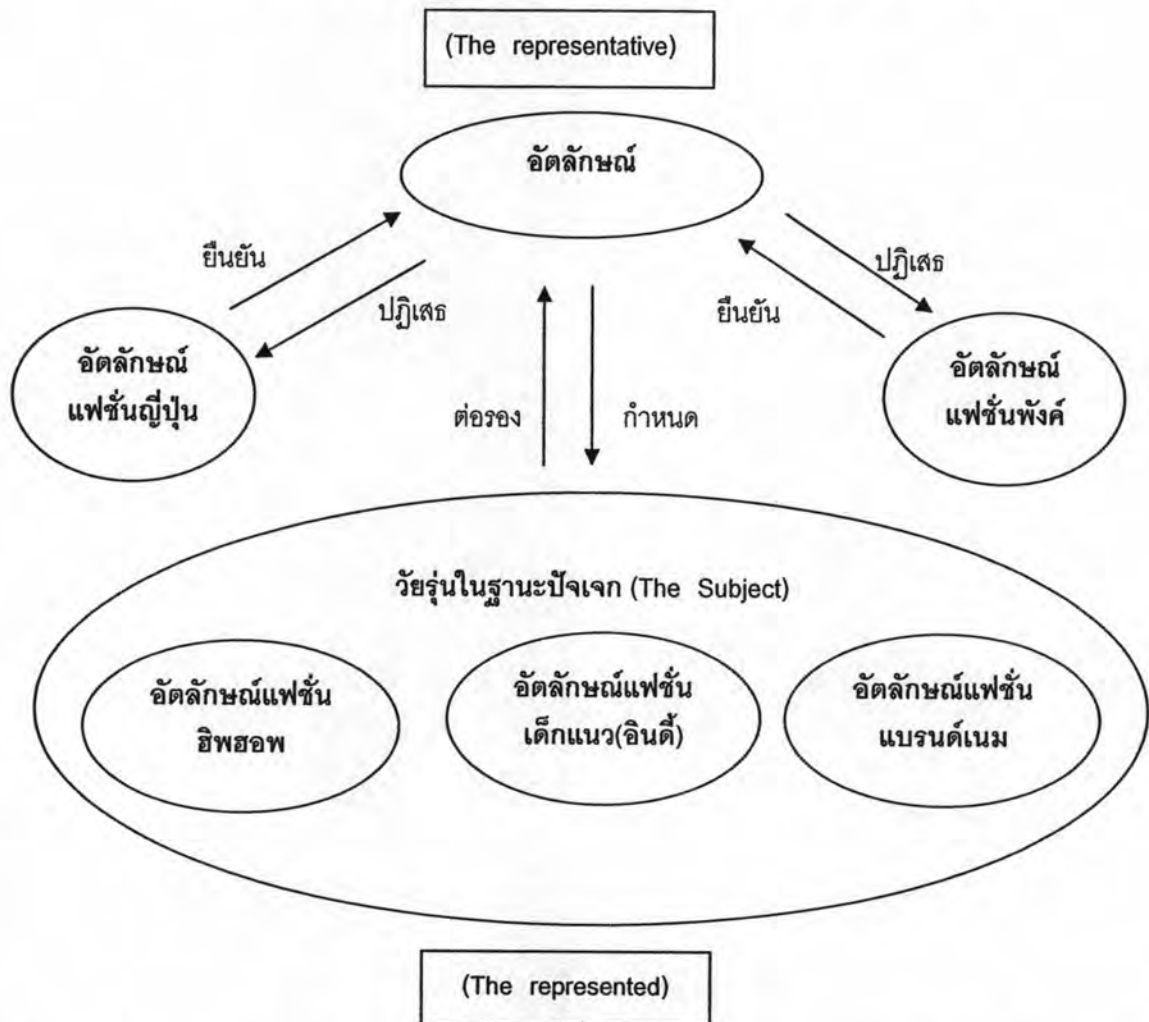 (The representative)
อัตลักษณ์
ยืนยัน
ปฏิเสธ
ปฏิเสธ
ยืนยัน
อัตลักษณ์
แฟชั่นญี่ปุ่น
ต่อรอง
กำหนด
อัตลักษณ์
แฟชั่นพังค์
วัยรุ่นในฐานะปัจเจก (The Subject)
อัตลักษณ์แฟชั่น
ฮิพฮอพ
อัตลักษณ์แฟชั่น
เด็กแนว(อินดี้)
อัตลักษณ์แฟชั่น
แบรนด์เนม
(The represented)